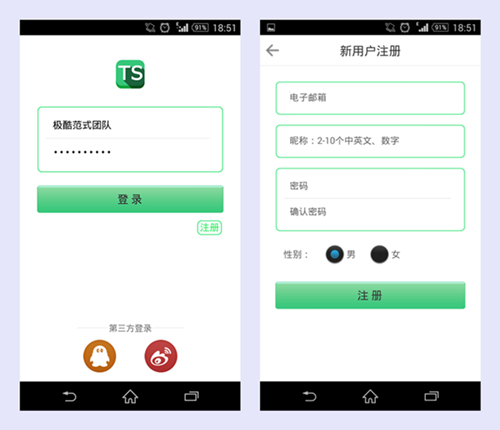 91% 18:51
TS
极酷范式团队
••••••••••
登 录
注册
第三方登录
91% 18:51
新用户注册
电子邮箱
昵称：2-10个中英文、数字
密码
确认密码
性别：
男
女
注 册